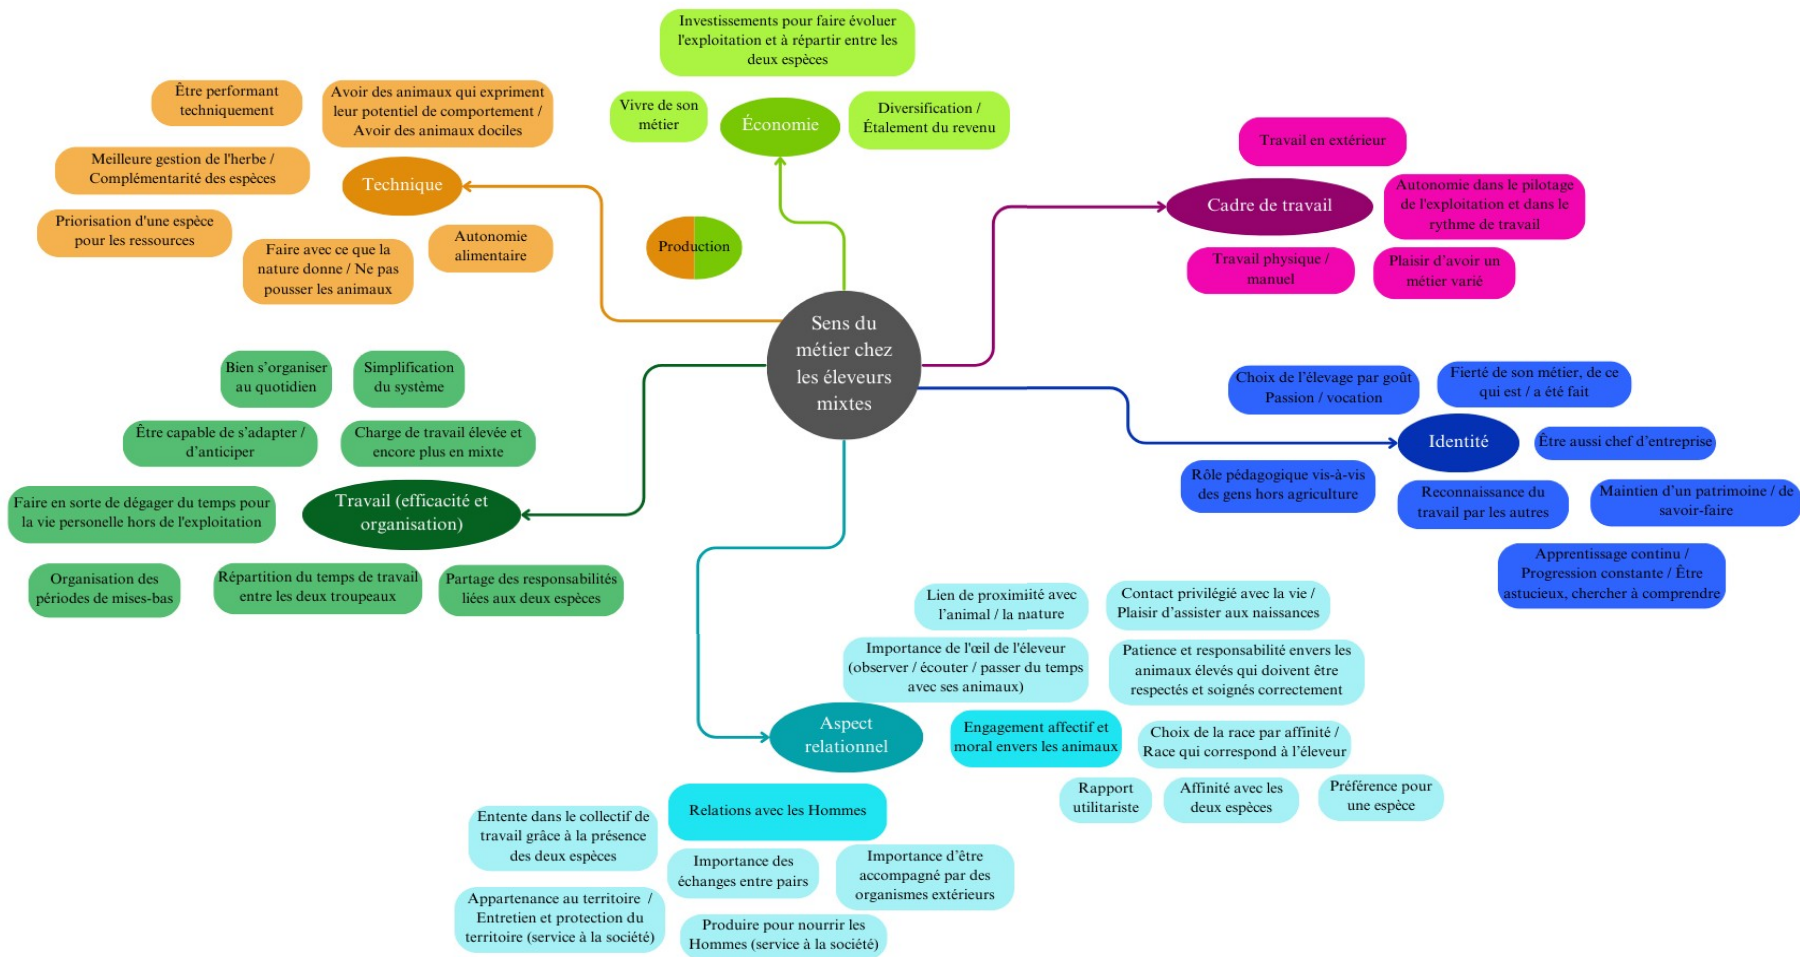 Investissements pour faire évoluer
l'exploitation et à répartir entre les
deux espèces
Vivre de son
métier
Économie
Diversification /
Étalement du revenu
Être performant
techniquement
Avoir des animaux qui expriment
leur potentiel de comportement /
Avoir des animaux dociles
Meilleure gestion de l'herbe /
Complémentarité des espèces
Technique
Priorisation d'une espèce
pour les ressources
Faire avec ce que la
nature donne / Ne pas
pousser les animaux
Autonomie
alimentaire
Production
Travail en extérieur
Cadre de travail
Autonomie dans le pilotage
de l'exploitation et dans le
rythme de travail
Travail physique /
manuel
Plaisir d’avoir un
métier varié
Sens du
métier chez
les éleveurs
mixtes
Bien s’organiser
au quotidien
Simplification
du système
Être capable de s’adapter /
d’anticiper
Charge de travail élevée et
encore plus en mixte
Faire en sorte de dégager du temps pour
la vie personelle hors de l'exploitation
Travail (efficacité et
organisation)
Organisation des
périodes de mises-bas
Répartition du temps de travail
entre les deux troupeaux
Partage des responsabilités
liées aux deux espèces
Choix de l’élevage par goût
Passion / vocation
Fierté de son métier, de ce
qui est / a été fait
Identité
Être aussi chef d’entreprise
Rôle pédagogique vis-à-vis
des gens hors agriculture
Reconnaissance du
travail par les autres
Maintien d’un patrimoine / de
savoir-faire
Apprentissage continu /
Progression constante / Être
astucieux, chercher à comprendre
Lien de proximiité avec
l’animal / la nature
Contact privilégié avec la vie /
Plaisir d’assister aux naissances
Importance de l'œil de l'éleveur
(observer / écouter / passer du temps
avec ses animaux)
Patience et responsabilité envers les
animaux élevés qui doivent être
respectés et soignés correctement
Aspect
relationnel
Engagement affectif et
moral envers les animaux
Choix de la race par affinité /
Race qui correspond à l’éleveur
Rapport
utilitariste
Affinité avec les
deux espèces
Préférence pour
une espèce
Relations avec les Hommes
Entente dans le collectif de
travail grâce à la présence
des deux espèces
Importance des
échanges entre pairs
Importance d’être
accompagné par des
organismes extérieurs
Appartenance au territoire /
Entretien et protection du
territoire (service à la société)
Produire pour nourrir les
Hommes (service à la société)